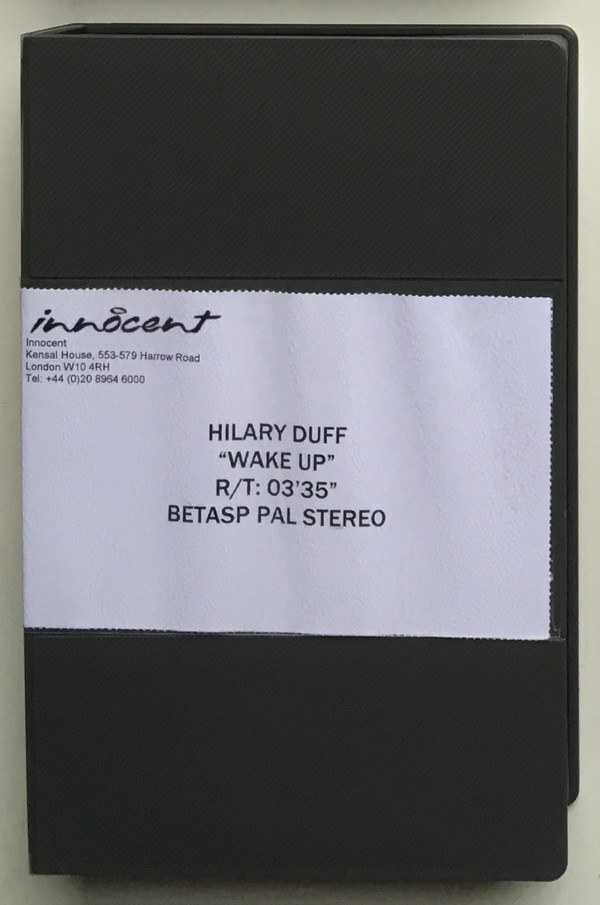 innocent
Innocent
Kensal House, 553-579 Harrow Road
London W10 4RH
Tel: +44 (0)20 8964 6000
HILARY DUFF
“WAKE UP”
R/T: 03’35”
BETASP PAL STEREO